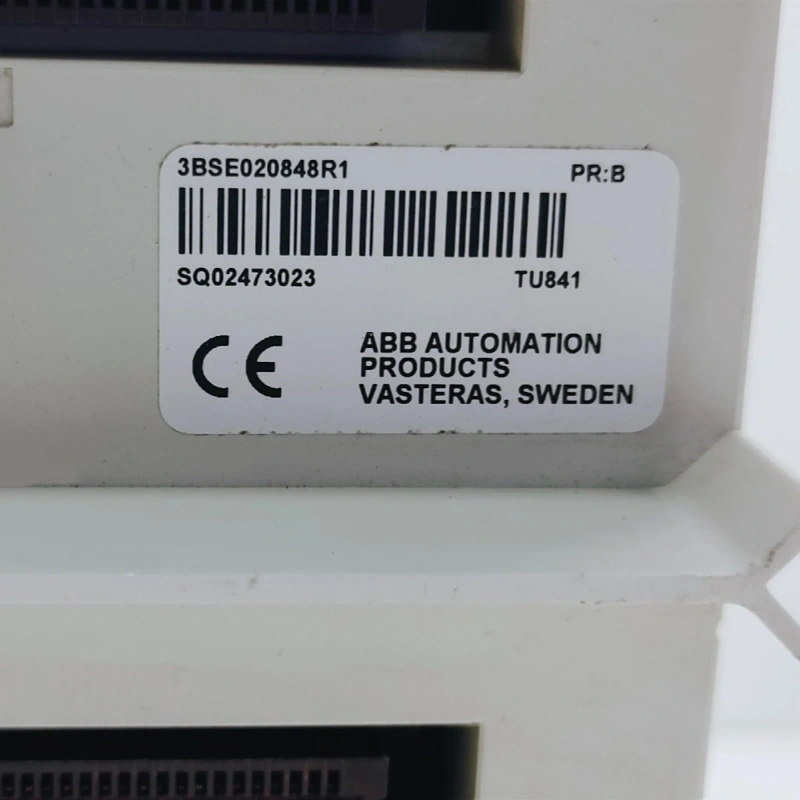 3BSE020848R1 PR:B
SQ02473023 TU841
CE ABB AUTOMATION
PRODUCTS
VASTERAS, SWEDEN